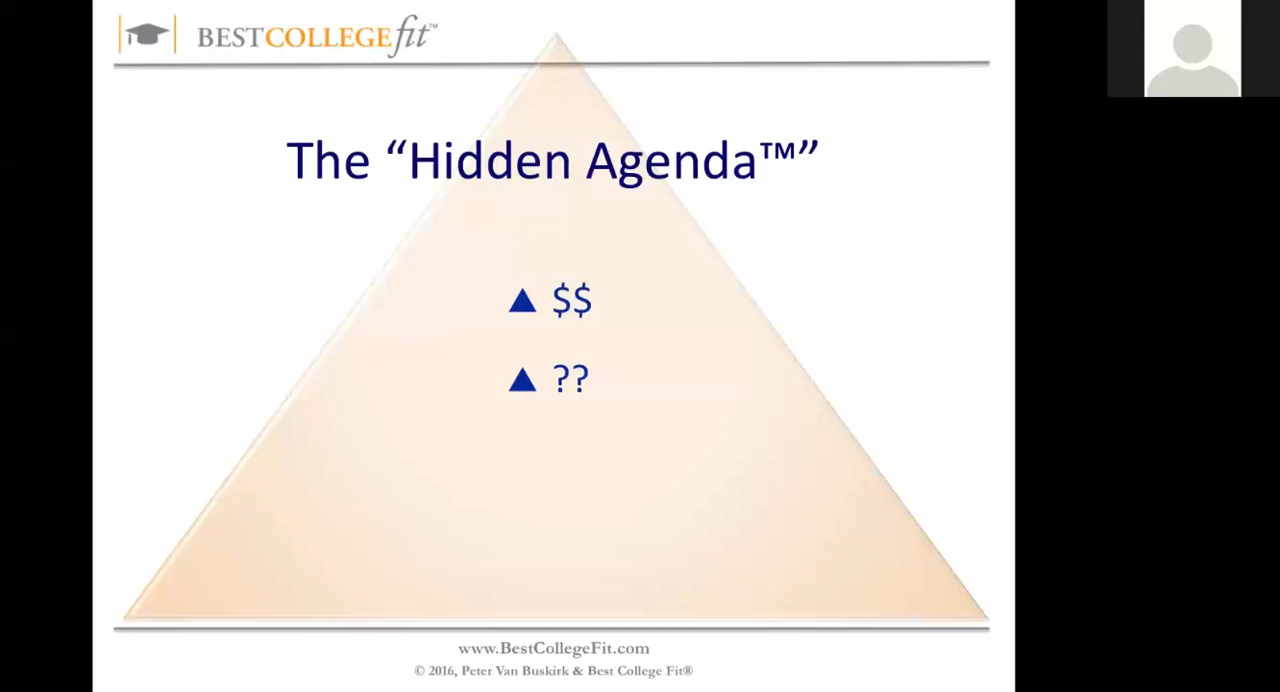 BESTCOLLEGEfit™
The “Hidden Agenda™”
▲ $$
▲ ??
www.BestCollegeFit.com
© 2016, Peter Van Buskirk & Best College Fit®